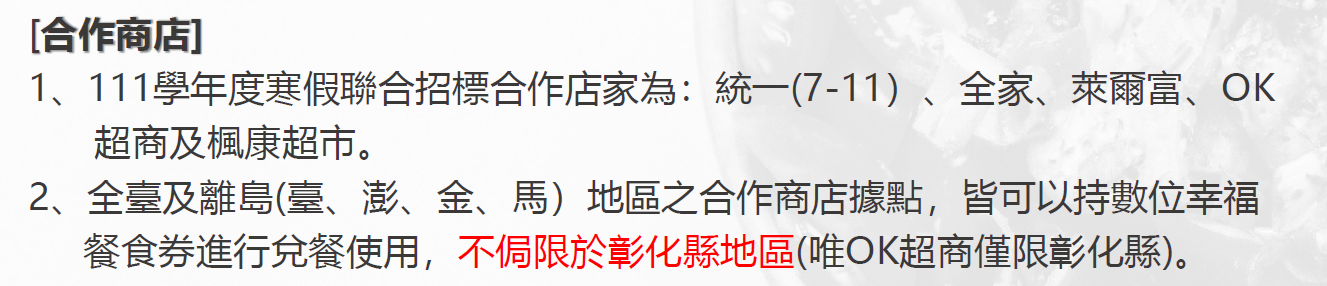 [合作商店]
1、111學年度寒假聯合招標合作店家為：統一(7-11）、全家、萊爾富、OK
超商及楓康超市。
2、全臺及離島(臺、澎、金、馬）地區之合作商店據點，皆可以持數位幸福
餐食券進行兌餐使用，不侷限於彰化縣地區(唯OK超商僅限彰化縣)。